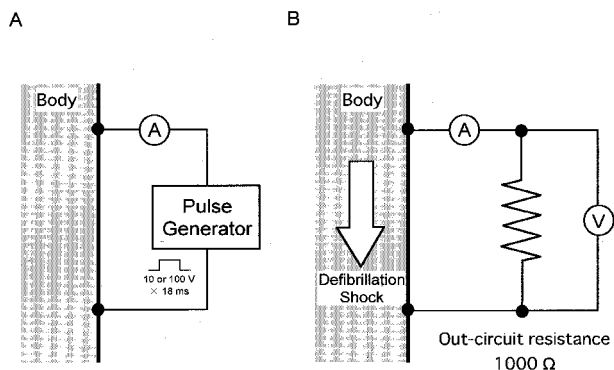 A
Body
A
Pulse
Generator
10 or 100 V
× 18 ms
B
Body
A
V
Defibrillation
Shock
Out-circuit resistance
1000 Ω